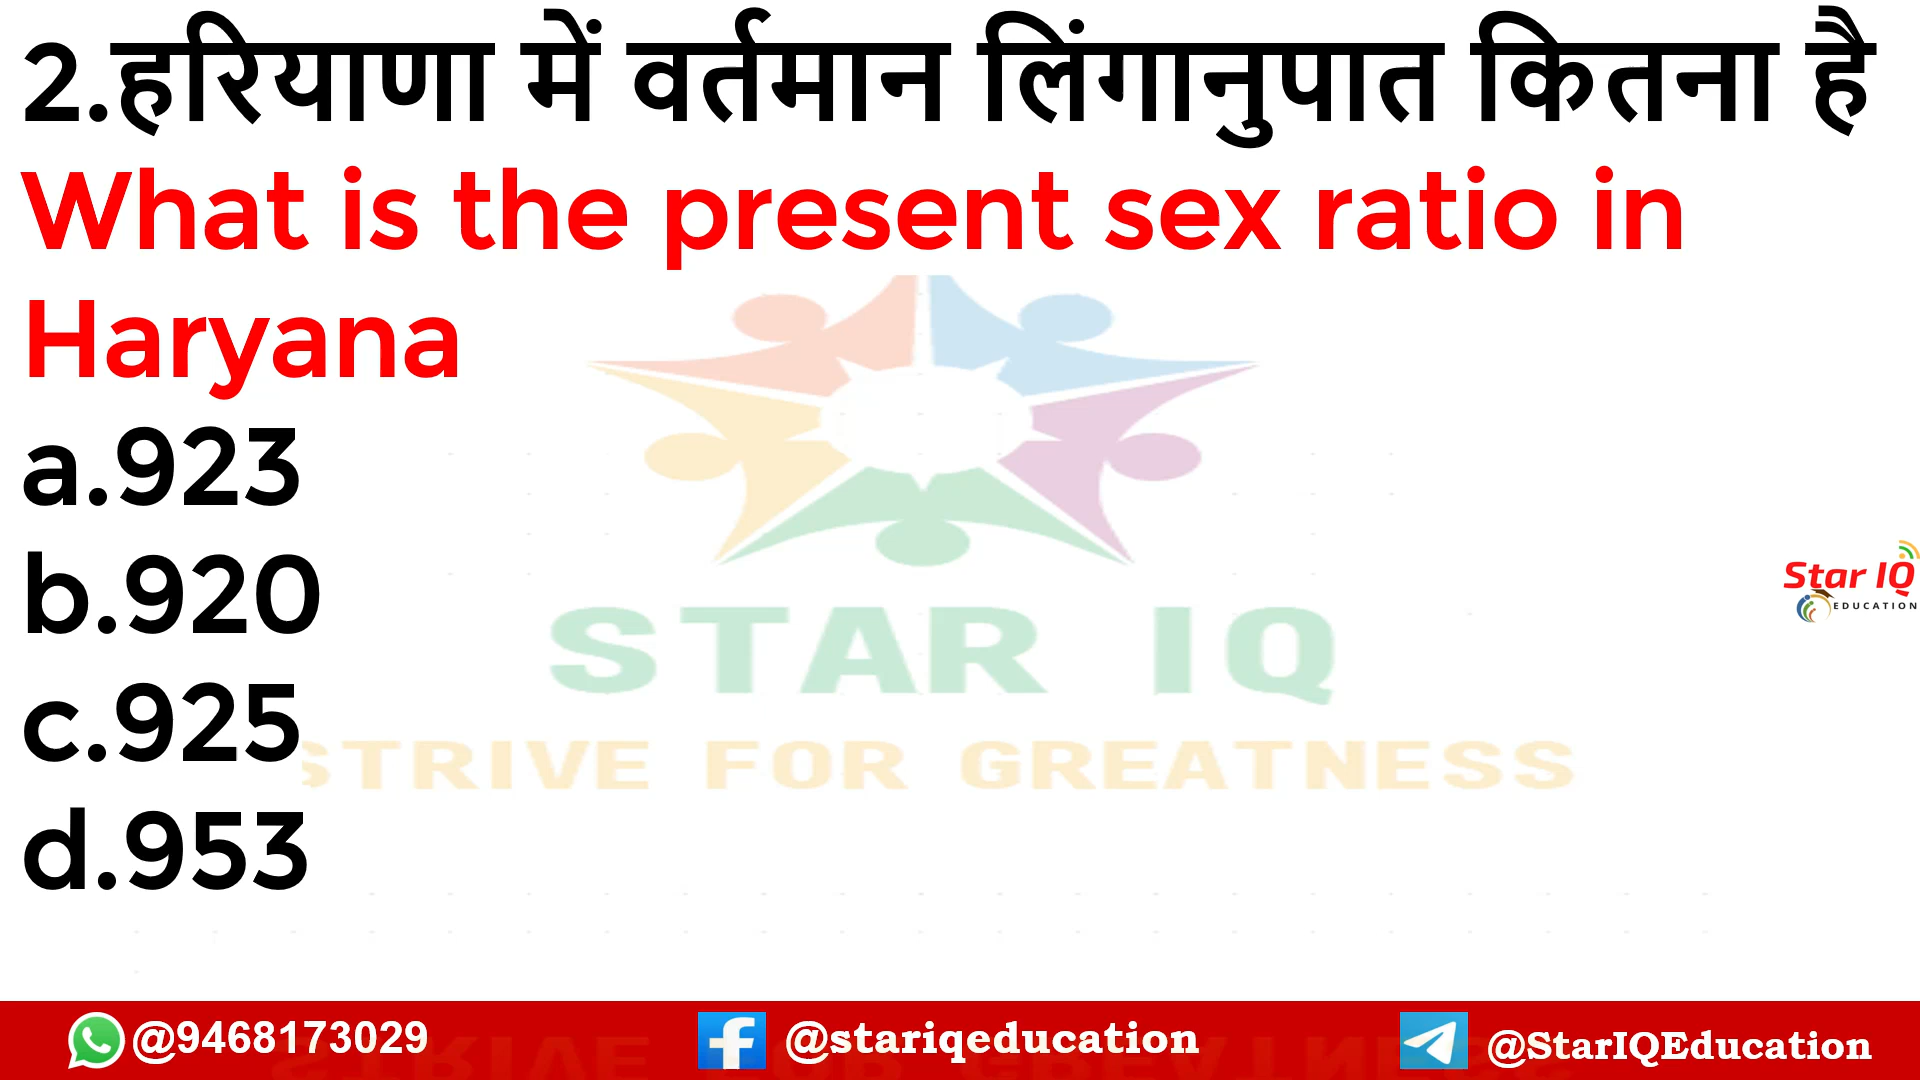 2.हरियाणा में वर्तमान लिंगानुपात कितना है
What is the present sex ratio in
Haryana
a.923
b.920
c.925
d.953
STAR IQ
STRIVE FOR GREATNESS
Star IQ
EDUCATION
@9468173029
@stariqeducation
@StarIQEducation